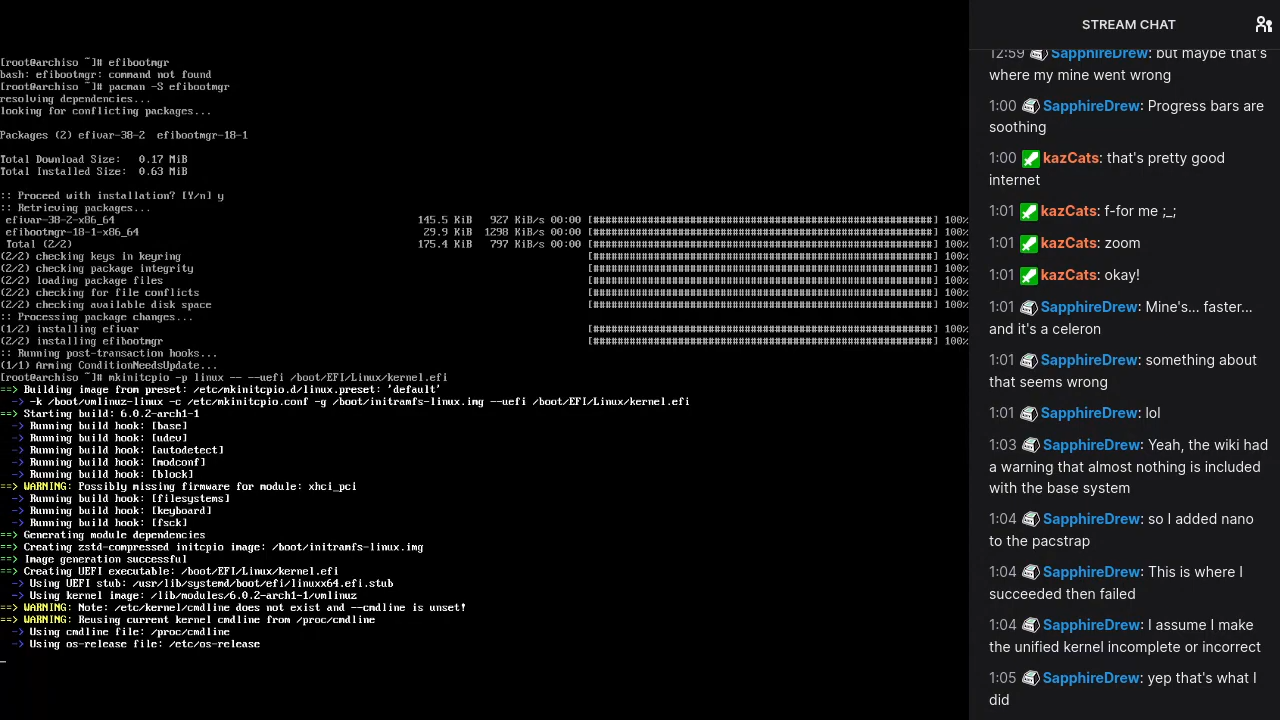 [root@archiso ~]# efibootmgr
bash: efibootmgr: command not found
[root@archiso ~]# pacman -S efibootmgr
resolving dependencies...
looking for conflicting packages...
Packages (2) efivar-38-2  efibootmgr-18-1
Total Download Size:   0.17 MiB
Total Installed Size:  0.63 MiB
:: Proceed with installation? [Y/n] y
:: Retrieving packages...
 efivar-38-2-x86_64 145.5 KiB   927 KiB/s 00:00 [########################################################] 100%
 efibootmgr-18-1-x86_64 29.9 KiB  1298 KiB/s 00:00 [########################################################] 100%
 Total (2/2) 175.4 KiB   797 KiB/s 00:00 [########################################################] 100%
(2/2) checking keys in keyring [########################################################] 100%
(2/2) checking package integrity [########################################################] 100%
(2/2) loading package files [########################################################] 100%
(2/2) checking for file conflicts [########################################################] 100%
(2/2) checking available disk space [########################################################] 100%
:: Processing package changes...
(1/2) installing efivar [########################################################] 100%
(2/2) installing efibootmgr [########################################################] 100%
:: Running post-transaction hooks...
(1/1) Arming ConditionNeedsUpdate...
[root@archiso ~]# mkinitcpio -p linux -- --uefi /boot/EFI/Linux/kernel.efi
==> Building image from preset: /etc/mkinitcpio.d/linux.preset: 'default'
  -> -k /boot/vmlinuz-linux -c /etc/mkinitcpio.conf -g /boot/initramfs-linux.img --uefi /boot/EFI/Linux/kernel.efi
==> Starting build: 6.0.2-arch1-1
  -> Running build hook: [base]
  -> Running build hook: [udev]
  -> Running build hook: [autodetect]
  -> Running build hook: [modconf]
  -> Running build hook: [block]
==> WARNING: Possibly missing firmware for module: xhci_pci
  -> Running build hook: [filesystems]
  -> Running build hook: [keyboard]
  -> Running build hook: [fsck]
==> Generating module dependencies
==> Creating zstd-compressed initcpio image: /boot/initramfs-linux.img
==> Image generation successful
==> Creating UEFI executable: /boot/EFI/Linux/kernel.efi
  -> Using UEFI stub: /usr/lib/systemd/boot/efi/linuxx64.efi.stub
  -> Using kernel image: /lib/modules/6.0.2-arch1-1/vmlinuz
==> WARNING: Note: /etc/kernel/cmdline does not exist and --cmdline is unset!
==> WARNING: Reusing current kernel cmdline from /proc/cmdline
  -> Using cmdline file: /proc/cmdline
  -> Using os-release file: /etc/os-release
STREAM CHAT
12:59 SapphireDrew: but maybe that's
where my mine went wrong
1:00 SapphireDrew: Progress bars are
soothing
1:00 kazCats: that's pretty good
internet
1:01 kazCats: f-for me ;_;
1:01 kazCats: zoom
1:01 kazCats: okay!
1:01 SapphireDrew: Mine's... faster...
and it's a celeron
1:01 SapphireDrew: something about
that seems wrong
1:01 SapphireDrew: lol
1:03 SapphireDrew: Yeah, the wiki had
a warning that almost nothing is included
with the base system
1:04 SapphireDrew: so I added nano
to the pacstrap
1:04 SapphireDrew: This is where I
succeeded then failed
1:04 SapphireDrew: I assume I make
the unified kernel incomplete or incorrect
1:05 SapphireDrew: yep that's what I
did